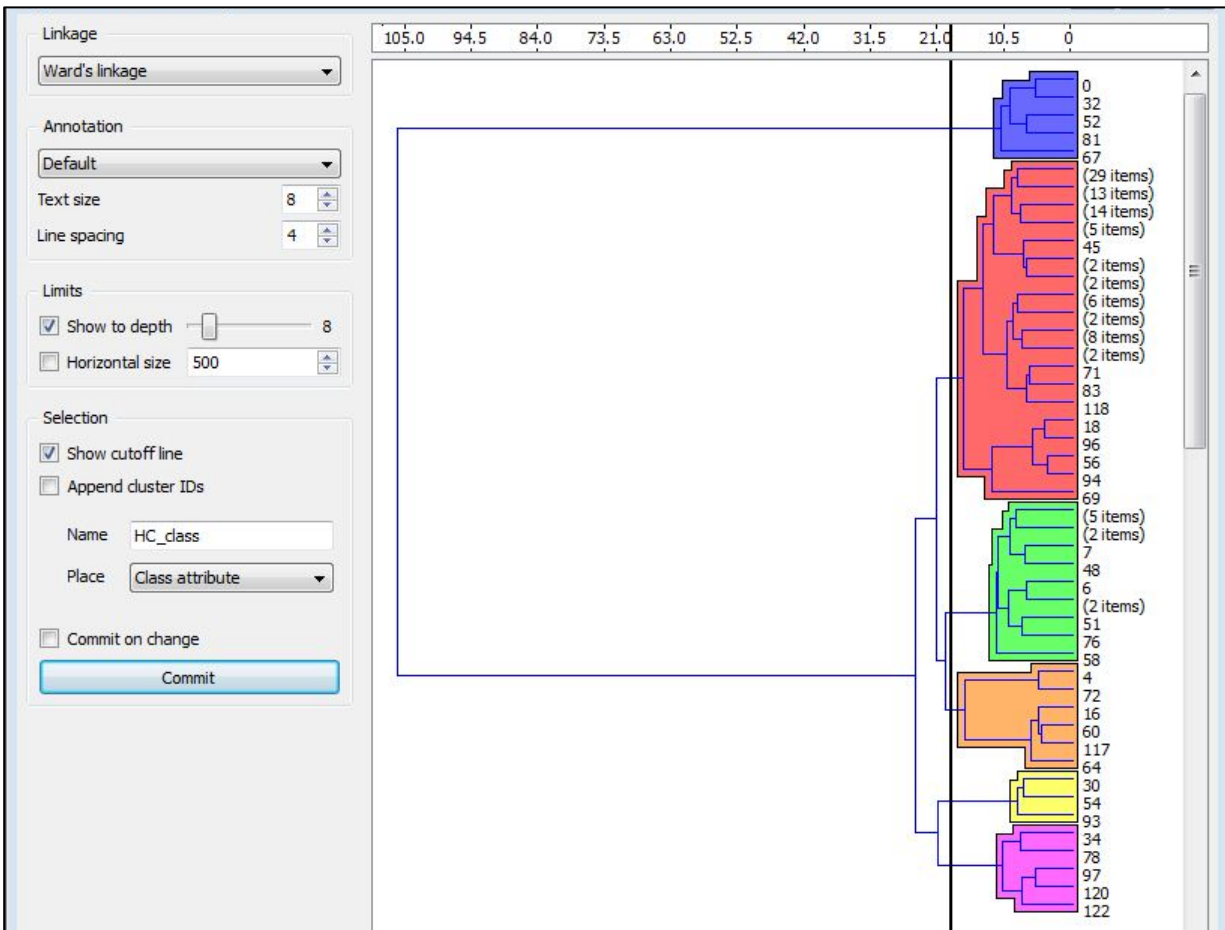 Linkage
Ward's linkage
Annotation
Default
Text size 8
Line spacing 4
Limits
Show to depth 8
Horizontal size 500
Selection
Show cutoff line
Append cluster IDs
Name HC_class
Place Class attribute
Commit on change
Commit
105.0 94.5 84.0 73.5 63.0 52.5 42.0 31.5 21.0 10.5 0
0
32
52
81
67
(29 items)
(13 items)
(14 items)
(5 items)
45
(2 items)
(2 items)
(6 items)
(2 items)
(8 items)
(2 items)
71
83
118
18
96
56
94
69
(5 items)
(2 items)
7
48
6
(2 items)
51
76
58
4
72
16
60
117
64
30
54
93
34
78
97
120
122